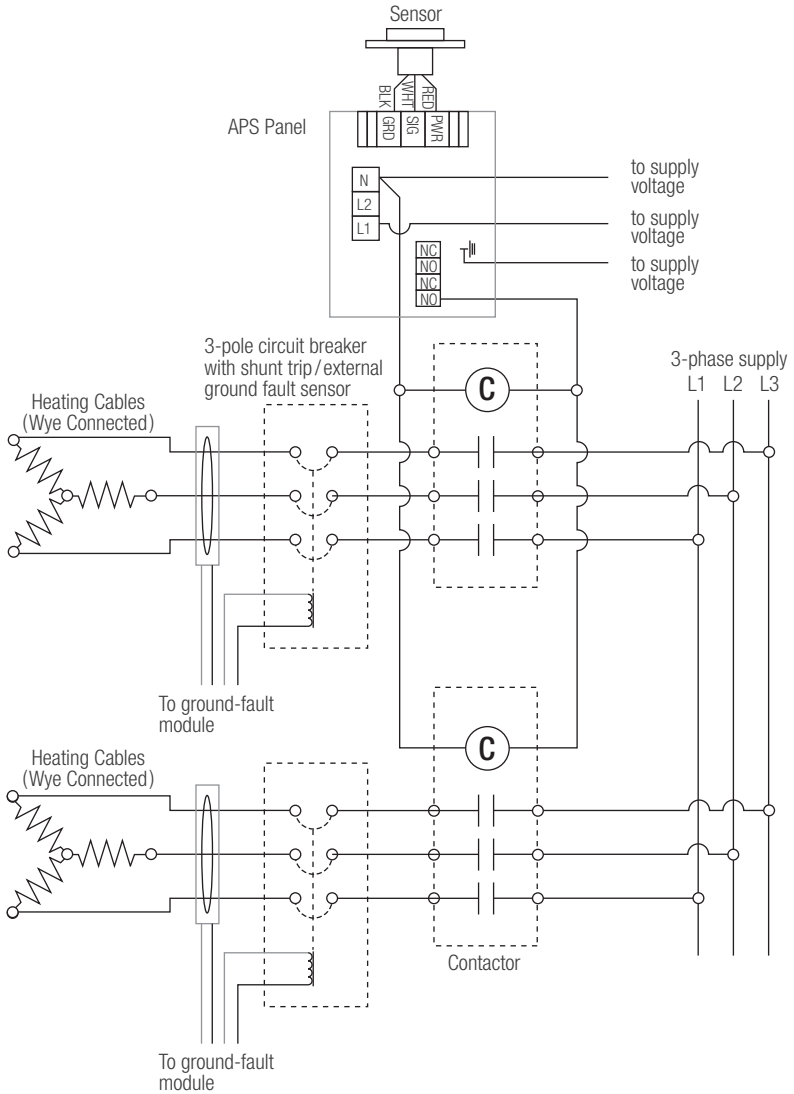 Sensor
BLK
WHT
RED
APS Panel
GRD
SIG
PWR
N
L2
L1
to supply
voltage
to supply
voltage
to supply
voltage
NC
NO
NC
NO
3-pole circuit breaker
with shunt trip / external
ground fault sensor
3-phase supply
L1 L2 L3
C
Heating Cables
(Wye Connected)
To ground-fault
module
C
Heating Cables
(Wye Connected)
Contactor
To ground-fault
module